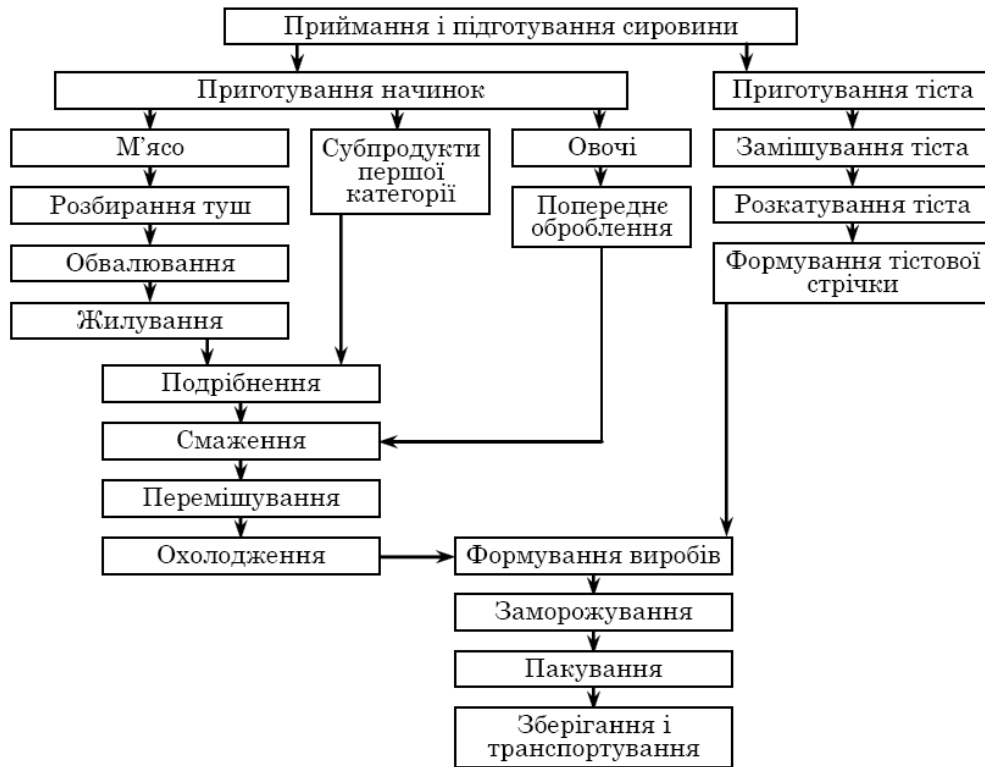 Приймання і підготування сировини
Приготування начинок
Приготування тіста
М'ясо
Субпродукти
першої
категорії
Овочі
Замішування тіста
Розбирання туш
Попереднє
оброблення
Розкатування тіста
Обвалювання
Формування тістової
стрічки
Жилування
Подрібнення
Смаження
Перемішування
Охолодження
Формування виробів
Заморожування
Пакування
Зберігання і
транспортування